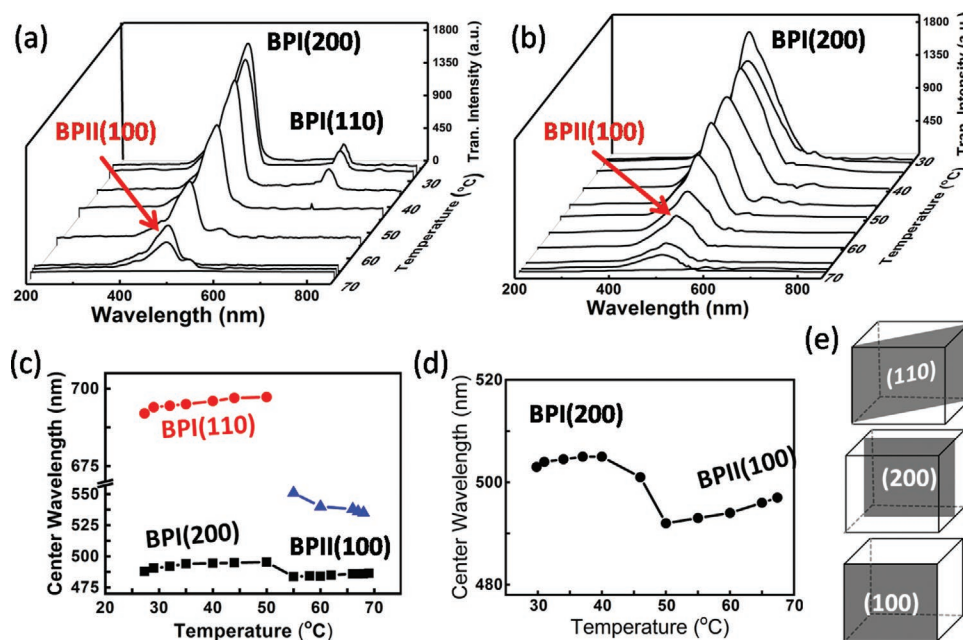 (a)
BPI(200)
BPI(110)
BPII(100)
1800
1350
900
450
0
Tran. Intensity (a.u.)
30
40
50
60
70
Temperature (°C)
200 400 600 800
Wavelength (nm)
(b)
BPI(200)
BPII(100)
1800
1350
900
450
Tran. Intensity (a.u.)
30
40
50
60
70
Temperature (°C)
200 400 600 800
Wavelength (nm)
(c)
Center Wavelength (nm)
700
675
550
525
500
475
BPI(110)
BPI(200)
BPII(100)
20 30 40 50 60 70
Temperature (°C)
(d)
Center Wavelength (nm)
520
500
480
BPI(200)
BPII(100)
30 40 50 60 70
Temperature (°C)
(e)
(110)
(200)
(100)